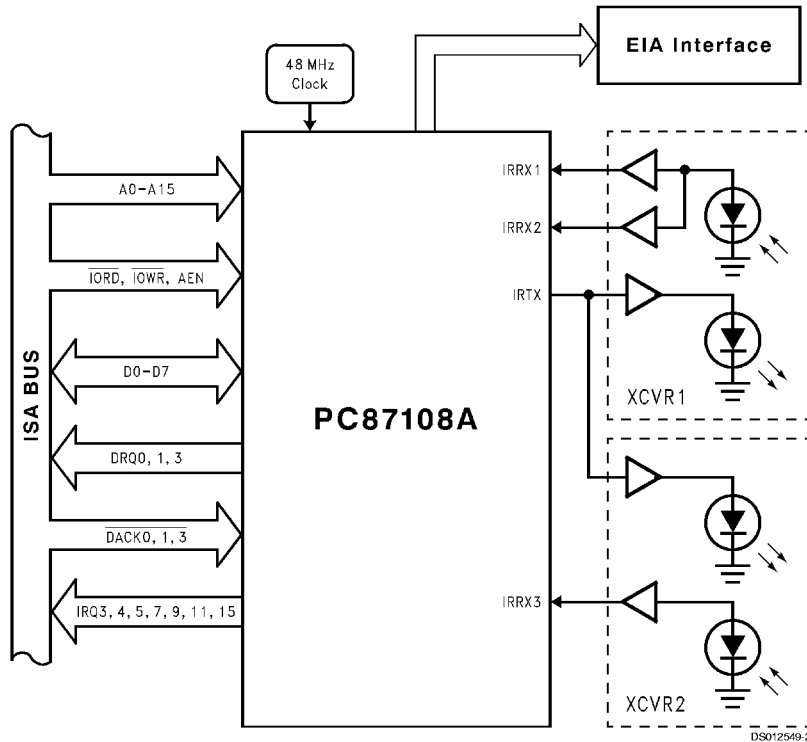 EIA Interface
48 MHz
Clock
ISA BUS
A0-A15
IORD, IOWR, AEN
D0-D7
DRQ0, 1, 3
DACK0, 1, 3
IRQ3, 4, 5, 7, 9, 11, 15
PC87108A
IRRX1
IRRX2
IRTX
IRRX3
XCVR1
XCVR2